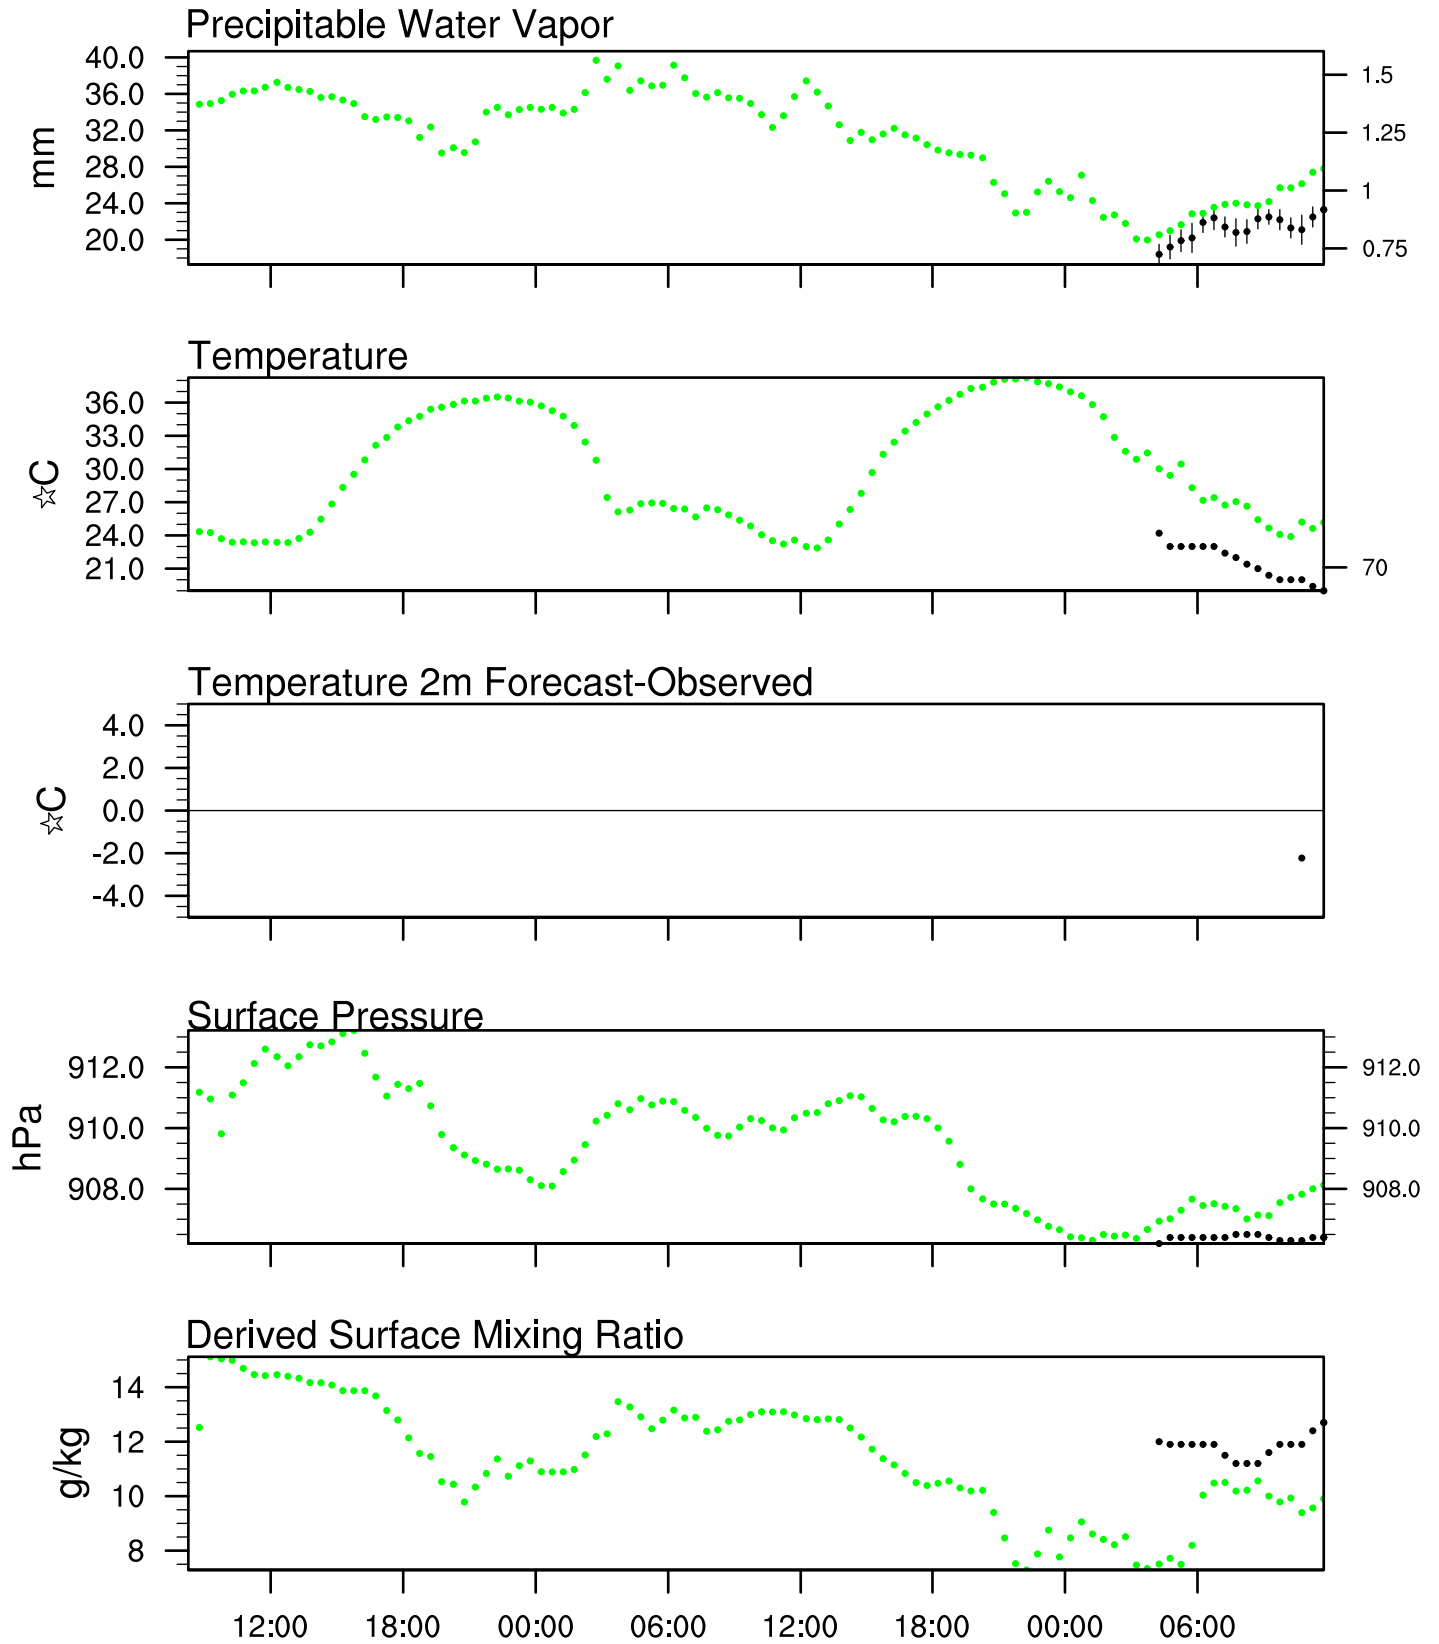 Precipitable Water Vapor
40.0
36.0
32.0
28.0
24.0
20.0
mm
1.5
1.25
1
0.75
Temperature
36.0
33.0
30.0
27.0
24.0
21.0
☆C
70
Temperature 2m Forecast-Observed
4.0
2.0
0.0
-2.0
-4.0
☆C
Surface Pressure
912.0
910.0
908.0
hPa
912.0
910.0
908.0
Derived Surface Mixing Ratio
14
12
10
8
g/kg
12:00 18:00 00:00 06:00 12:00 18:00 00:00 06:00